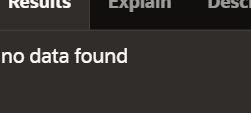 Results Explain
no data found